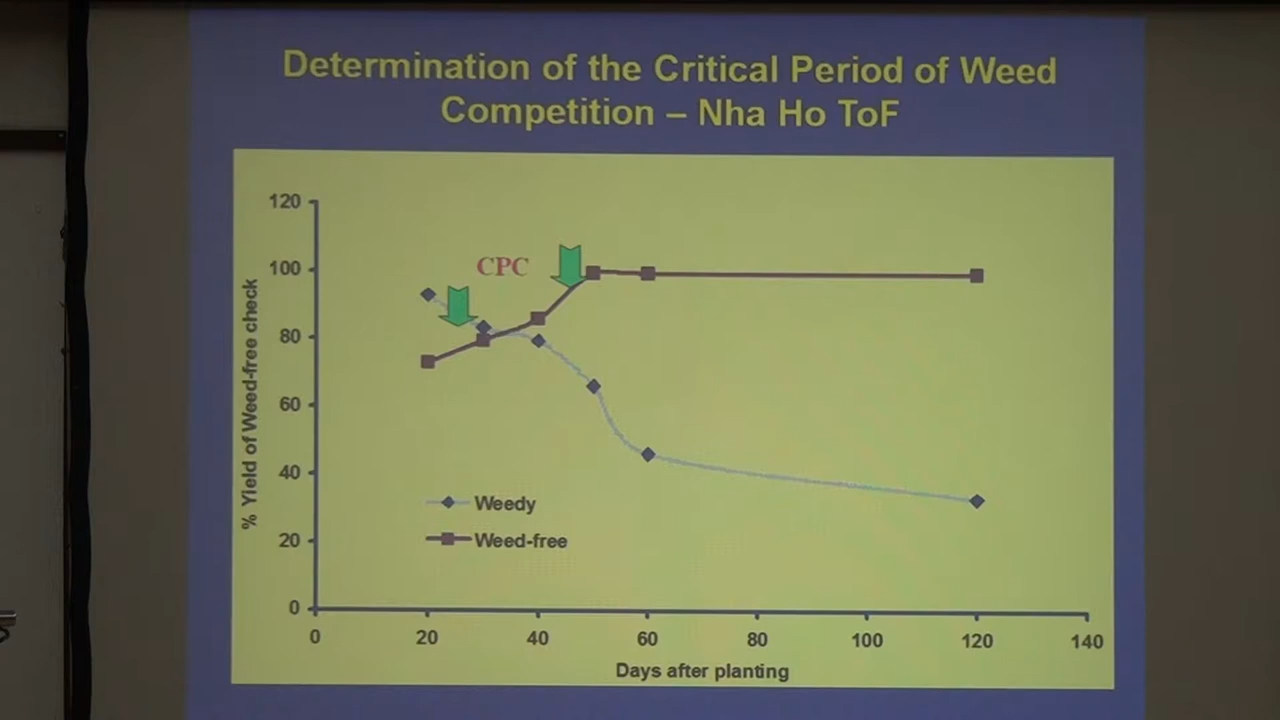 Determination of the Critical Period of Weed
Competition – Nha Ho ToF
120
100
80
60
40
20
0
% Yield of Weed-free check
CPC
Weedy
Weed-free
0 20 40 60 80 100 120 140
Days after planting